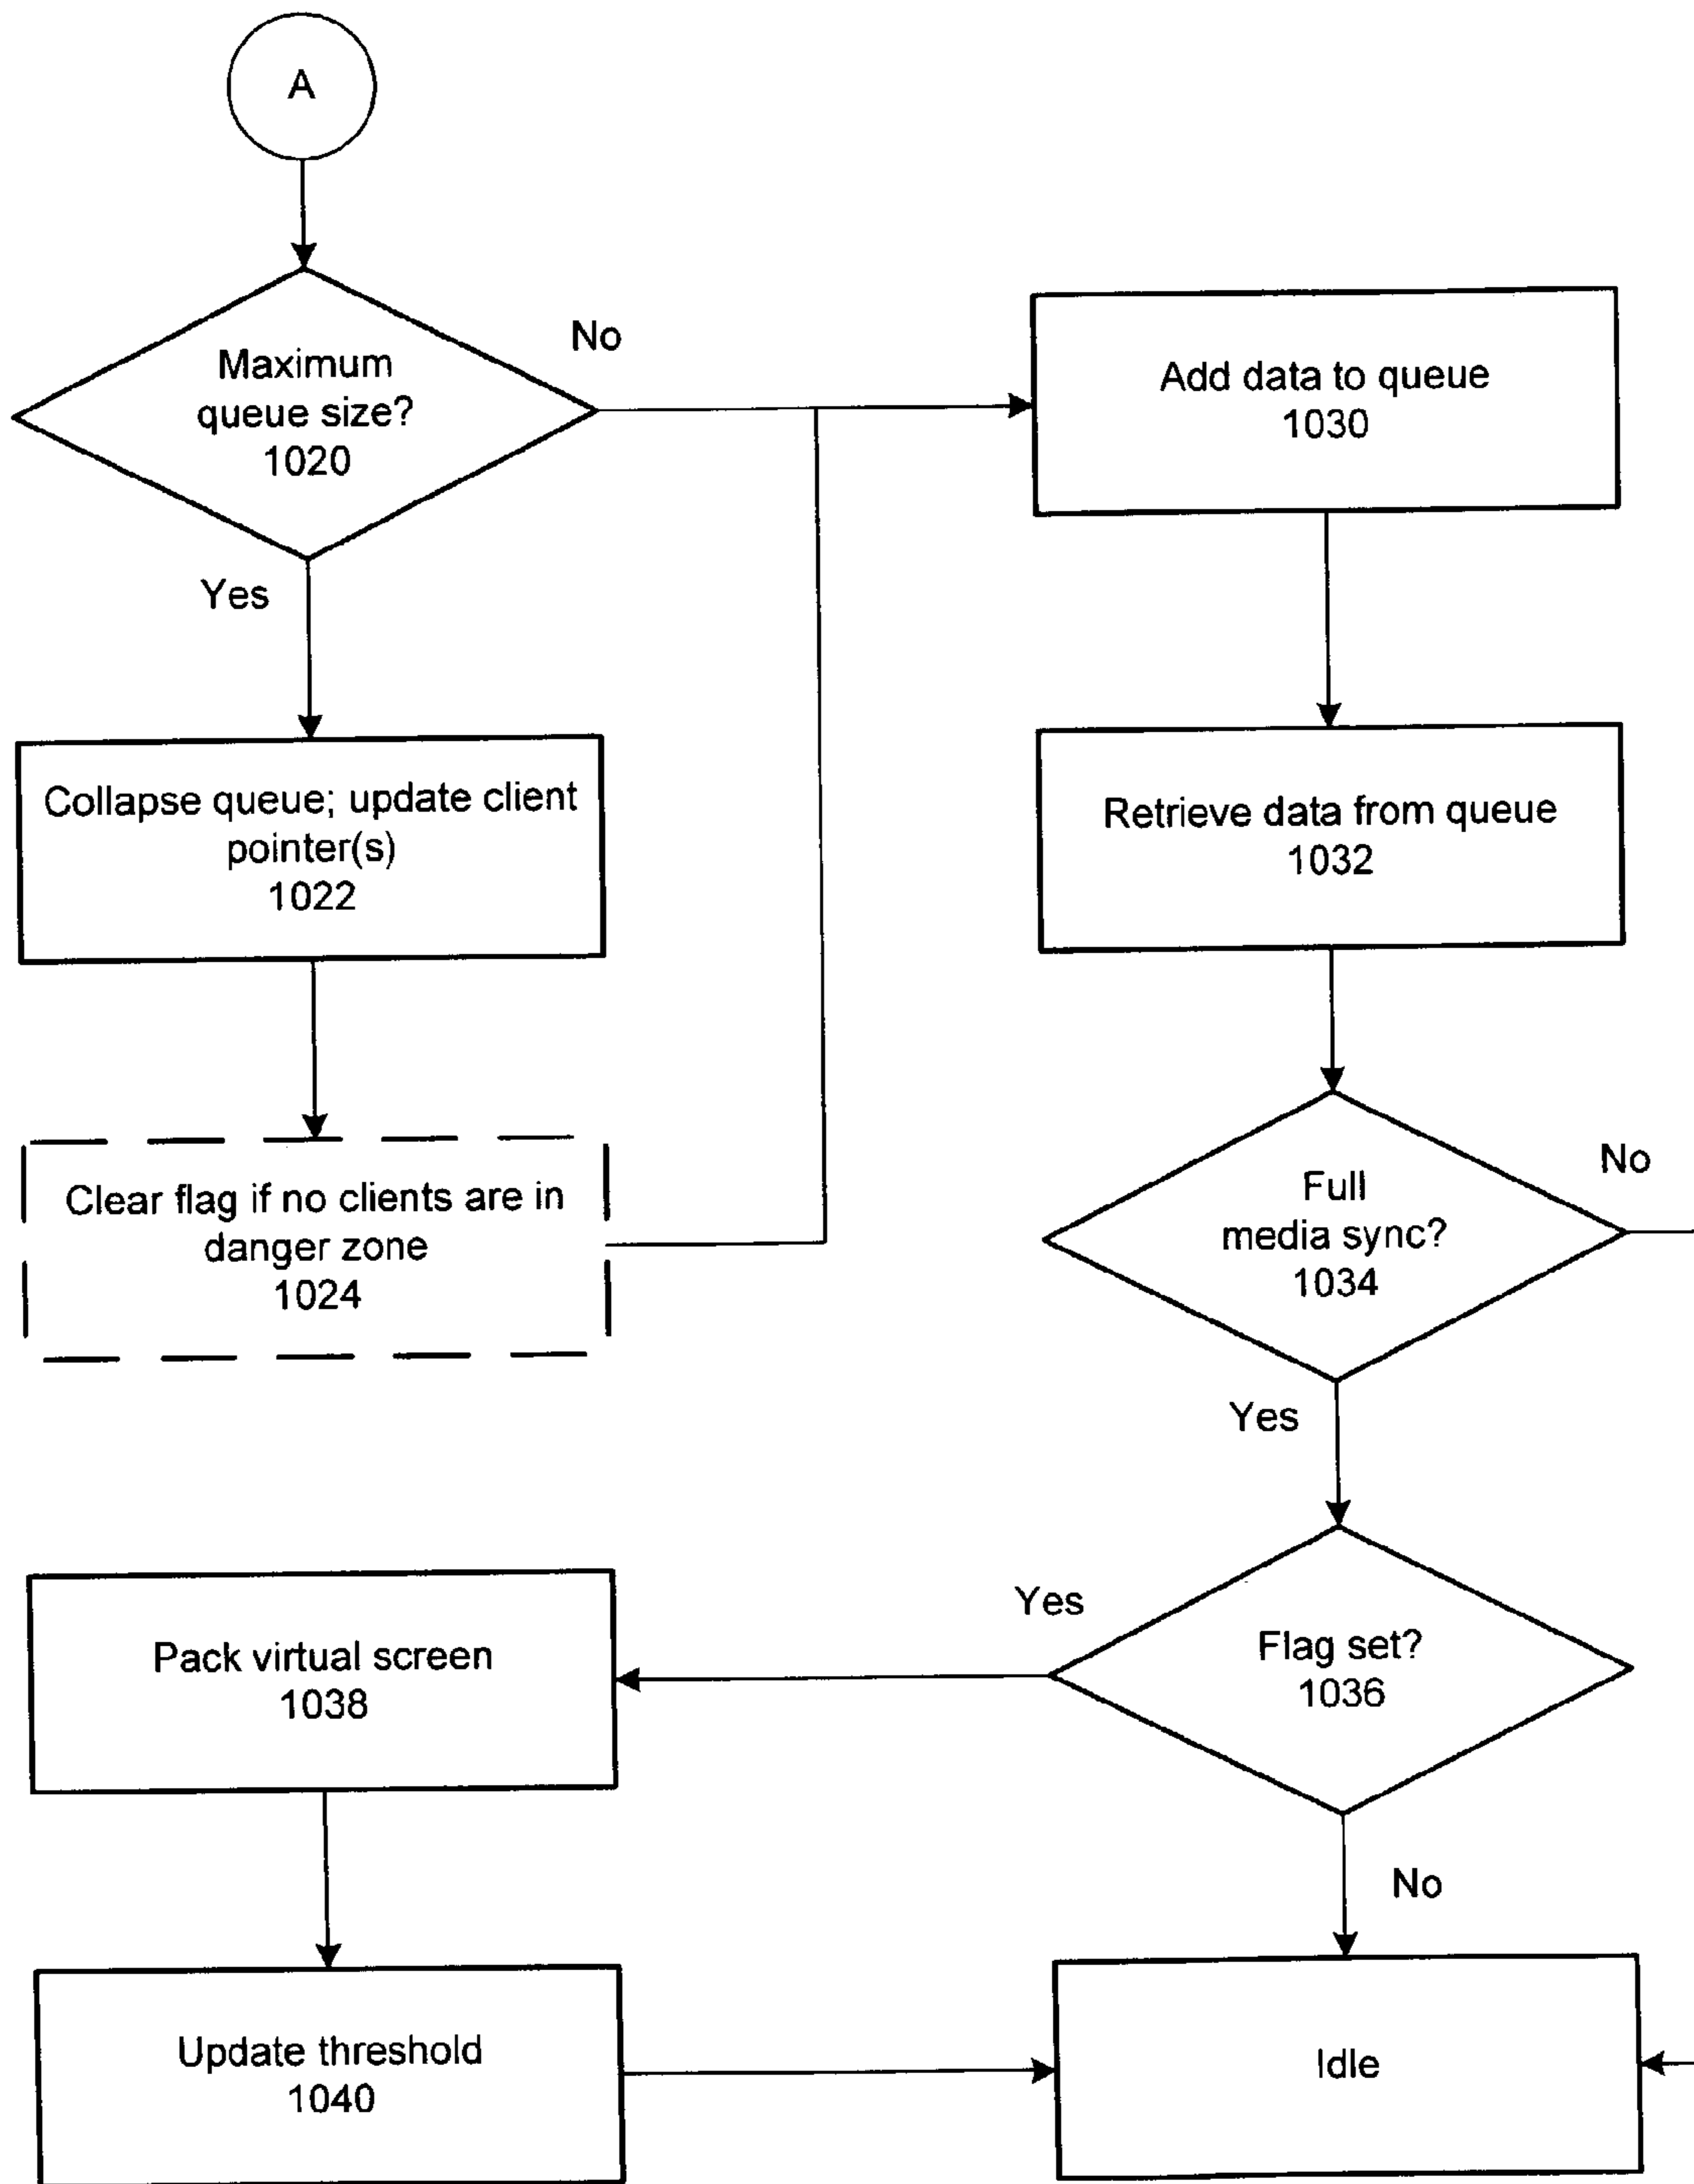 A
Maximum
queue size?
1020
No
Yes
Collapse queue; update client
pointer(s)
1022
Clear flag if no clients are in
danger zone
1024
Add data to queue
1030
Retrieve data from queue
1032
Full
media sync?
1034
No
Yes
Flag set?
1036
Yes
No
Pack virtual screen
1038
Update threshold
1040
Idle